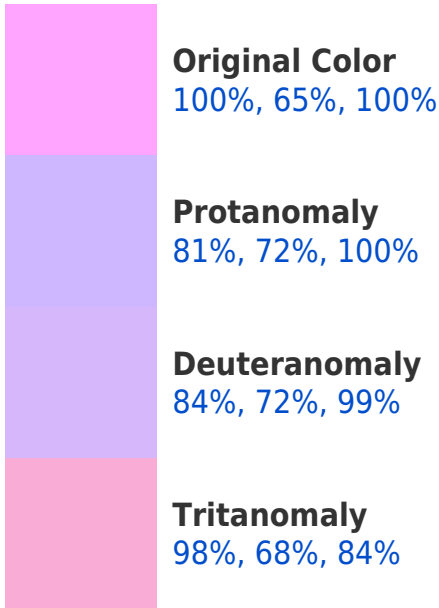 Original Color
100%, 65%, 100%
Protanomaly
81%, 72%, 100%
Deuteranomaly
84%, 72%, 99%
Tritanomaly
98%, 68%, 84%